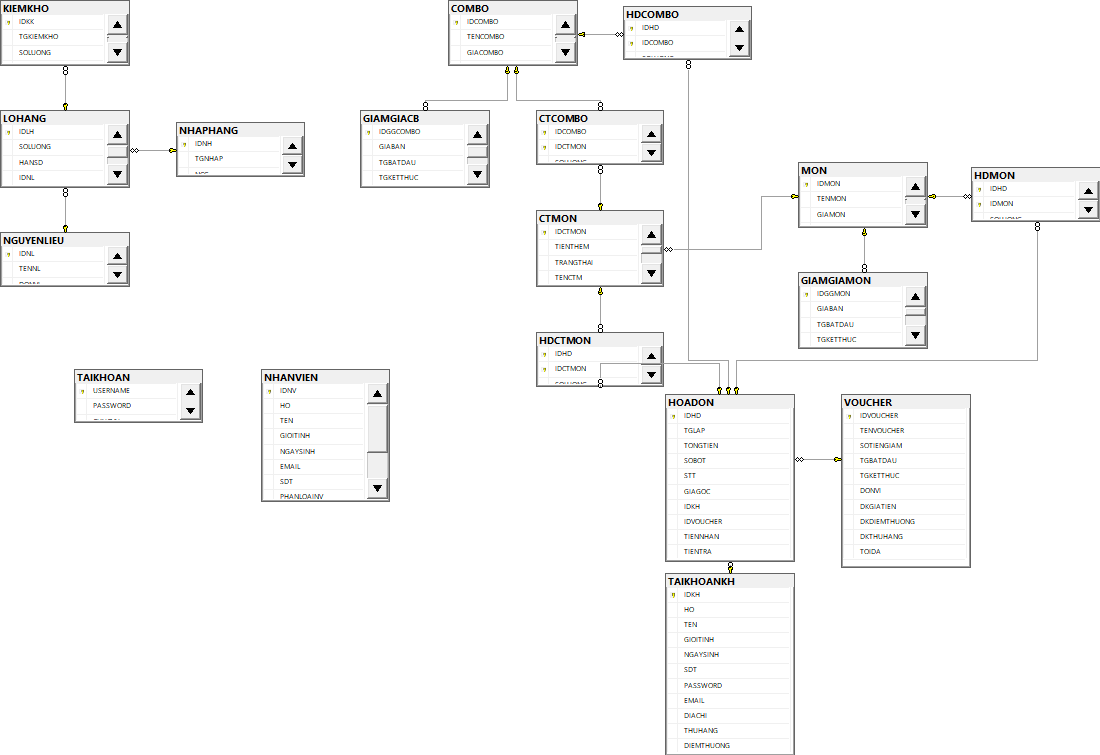 KIEMKHO
IDKK
TGKIEMKHO
SOLUONG
COMBO
IDCOMBO
TENCOMBO
GIACOMBO
HDCOMBO
IDHD
IDCOMBO
LOHANG
IDLH
SOLUONG
HANSD
IDNL
NHAPHANG
IDNH
TGNHAP
GIAMGIACB
IDGGCOMBO
GIABAN
TGBATDAU
TGKETTHUC
CTCOMBO
IDCOMBO
IDCTMON
MON
IDMON
TENMON
GIAMON
HDMON
IDHD
IDMON
CTMON
IDCTMON
TIENTHEM
TRANGTHAI
TENCTM
NGUYENLIEU
IDNL
TENNL
GIAMGIAMON
IDGGMON
GIABAN
TGBATDAU
TGKETTHUC
HDCTMON
IDHD
IDCTMON
TAIKHOAN
USERNAME
PASSWORD
NHANVIEN
IDNV
HO
TEN
GIOITINH
NGAYSINH
EMAIL
SDT
PHANLOAINV
HOADON
IDHD
TGLAP
TONGTIEN
SOBOT
STT
GIAGOC
IDKH
IDVOUCHER
TIENNHAN
TIENTRA
VOUCHER
IDVOUCHER
TENVOUCHER
SOTIENGIAM
TGBATDAU
TGKETTHUC
DONVI
DKGIATIEN
DKDIEMTHUONG
DKTHUHANG
TOIDA
TAIKHOANKH
IDKH
HO
TEN
GIOITINH
NGAYSINH
SDT
PASSWORD
EMAIL
DIACHI
THUHANG
DIEMTHUONG